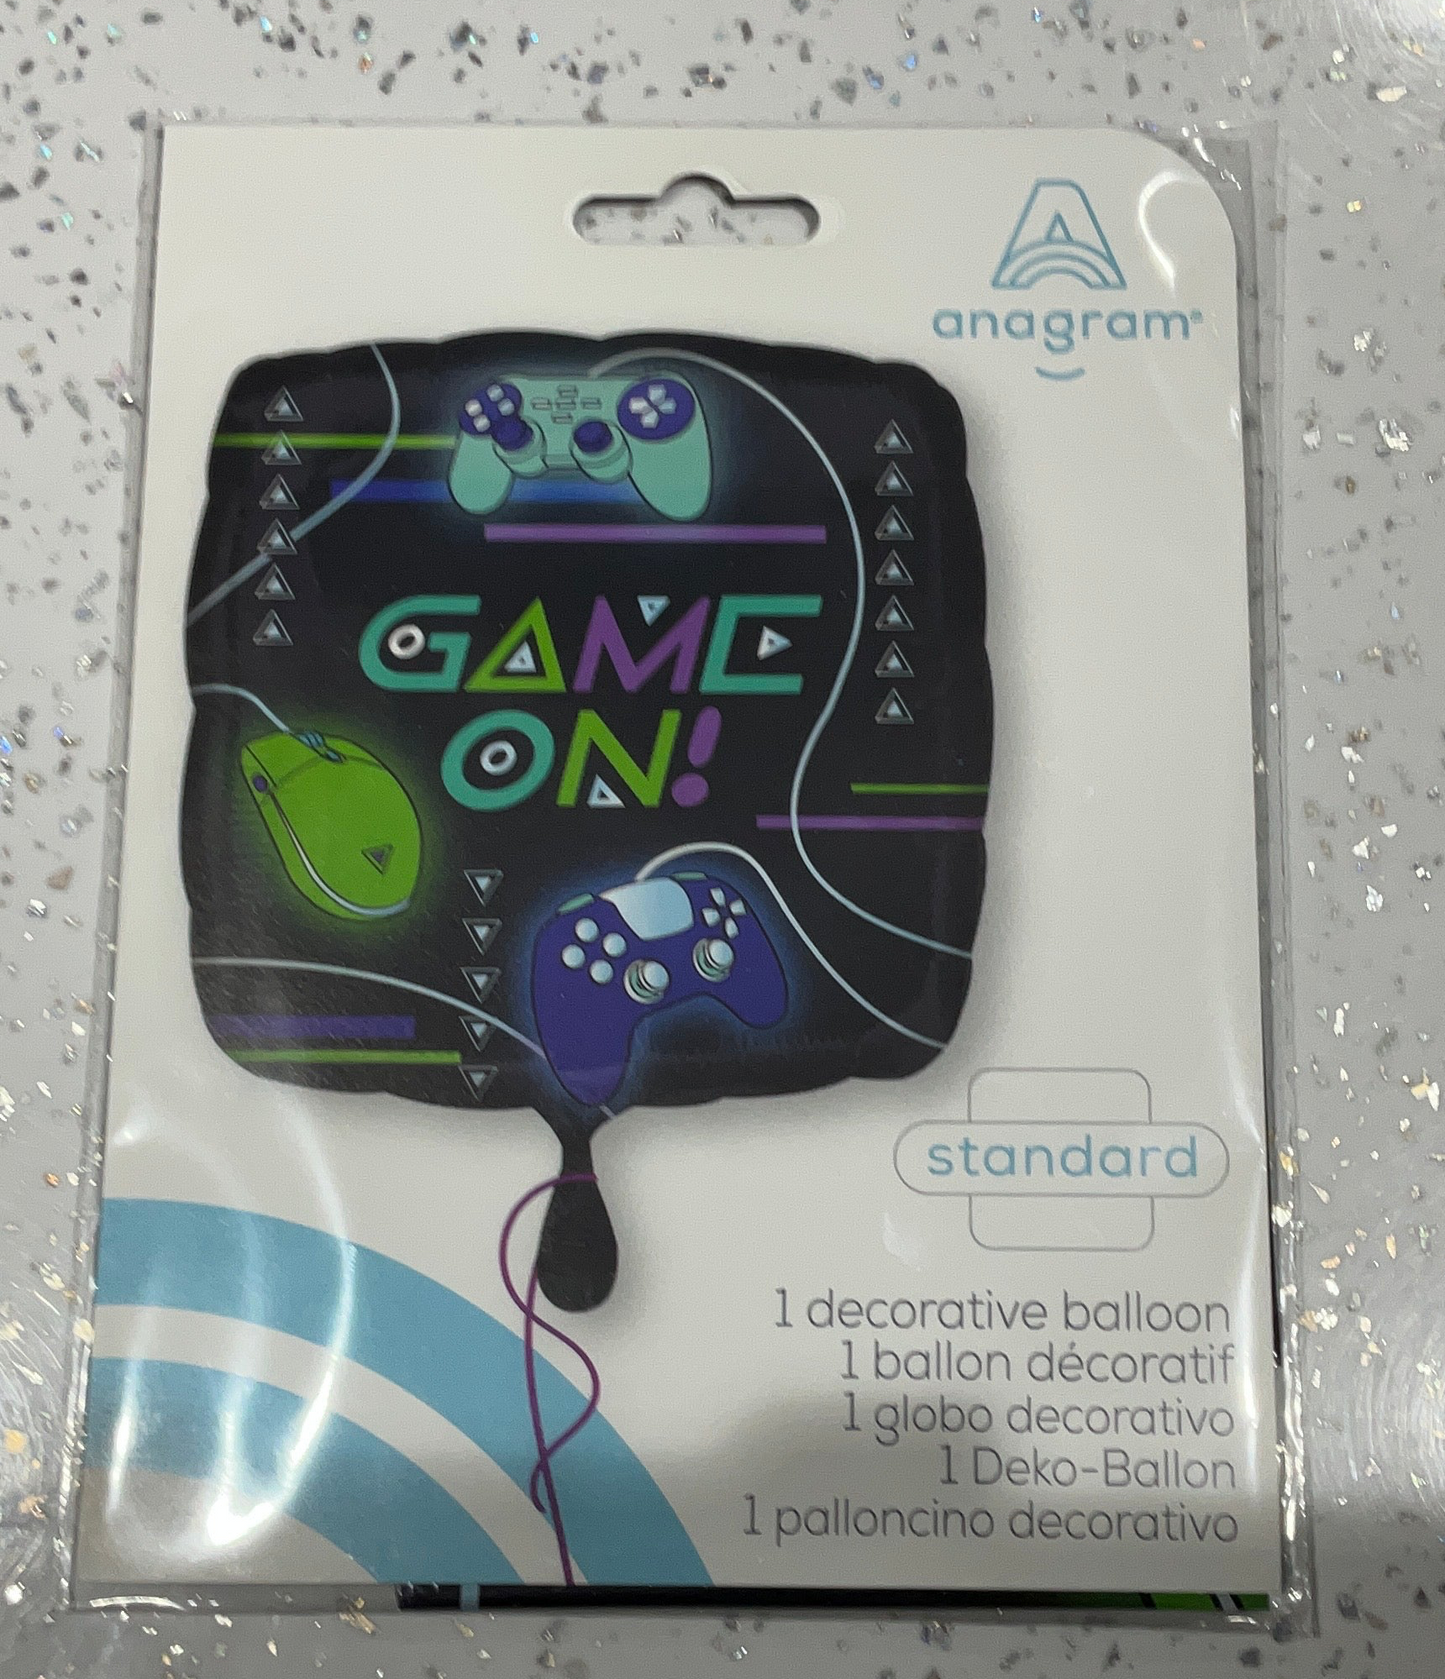 anagram®
GAME
ON!
standard
1 decorative balloon
1 ballon décoratif
1 globo decorativo
1 Deko-Ballon
1 palloncino decorativo